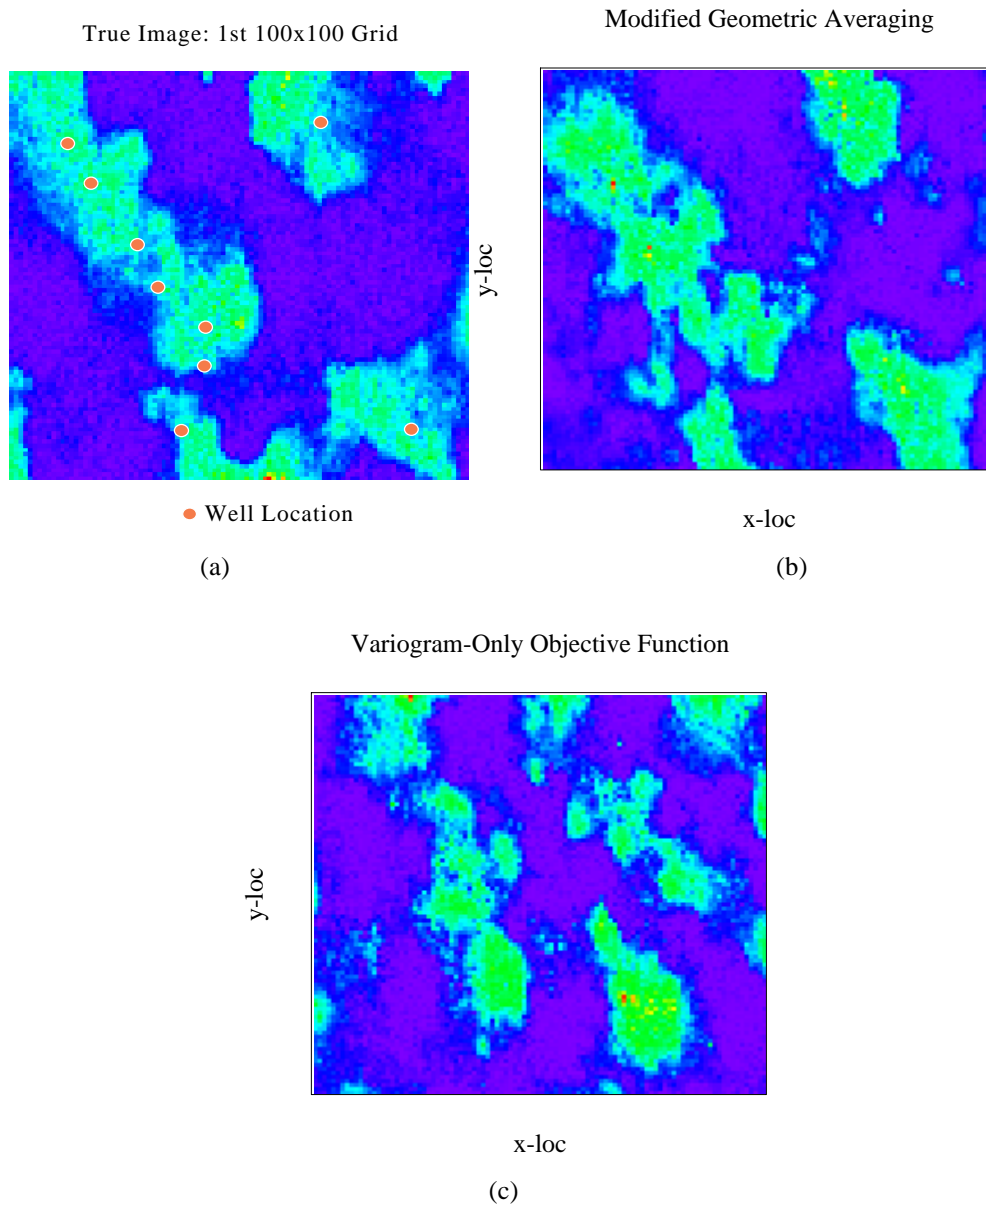 True Image: 1st 100x100 Grid
Modified Geometric Averaging
y-loc
Well Location
x-loc
(a)
(b)
Variogram-Only Objective Function
y-loc
x-loc
(c)